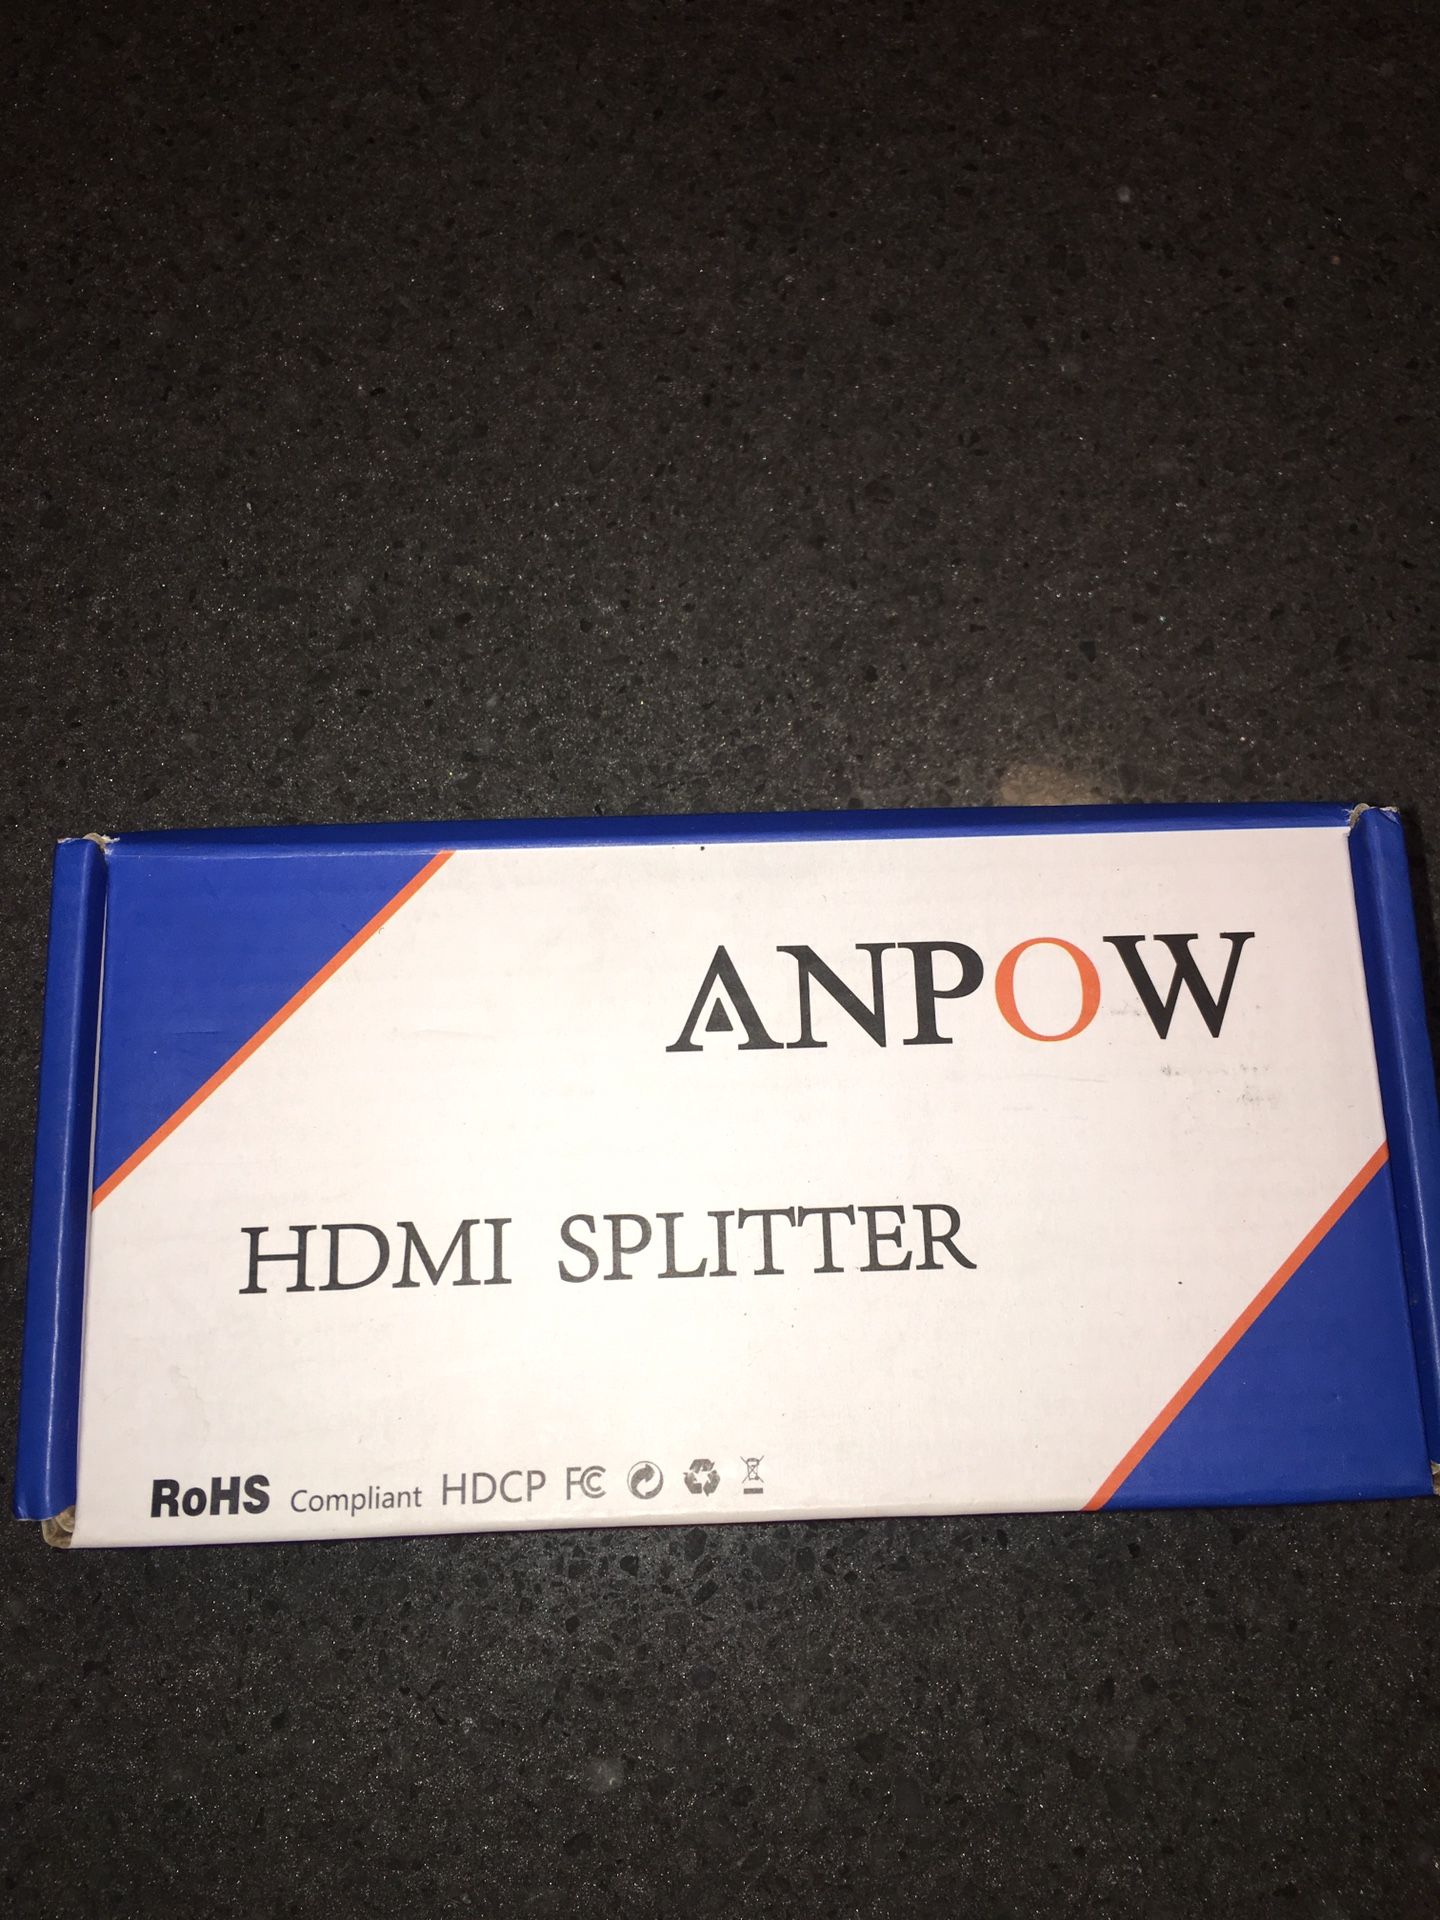 ANPOW
HDMI SPLITTER
RoHS Compliant HDCP FC